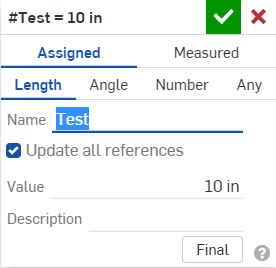 #Test = 10 in
Assigned Measured
Length Angle Number Any
Name Test
Update all references
Value 10 in
Description
Final ?